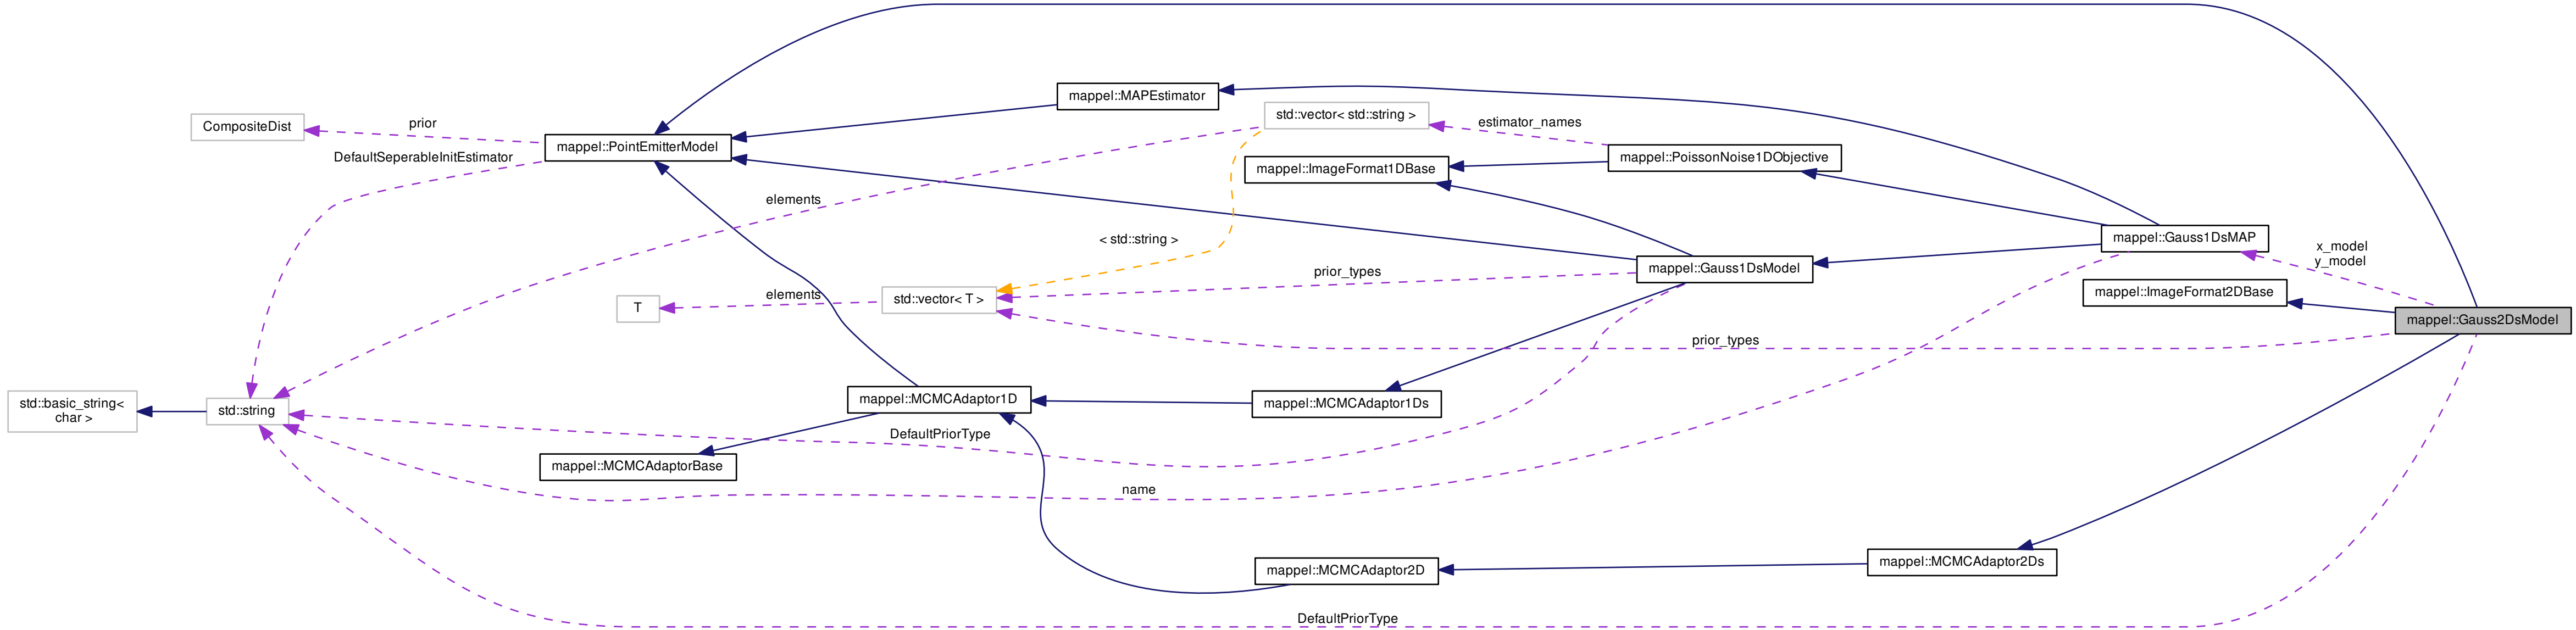 mappel::MAPEstimator
std::vector< std::string >
estimator_names
CompositeDist
prior
mappel::PointEmitterModel
DefaultSeperableInitEstimator
mappel::ImageFormat1DBase
mappel::PoissonNoise1DObjective
elements
< std::string >
mappel::Gauss1DsMAP
x_model
y_model
mappel::Gauss1DsModel
prior_types
elements
std::vector< T >
T
mappel::ImageFormat2DBase
mappel::Gauss2DsModel
prior_types
std::basic_string<
char >
std::string
mappel::MCMCAdaptor1D
mappel::MCMCAdaptor1Ds
DefaultPriorType
mappel::MCMCAdaptorBase
name
mappel::MCMCAdaptor2D
mappel::MCMCAdaptor2Ds
DefaultPriorType